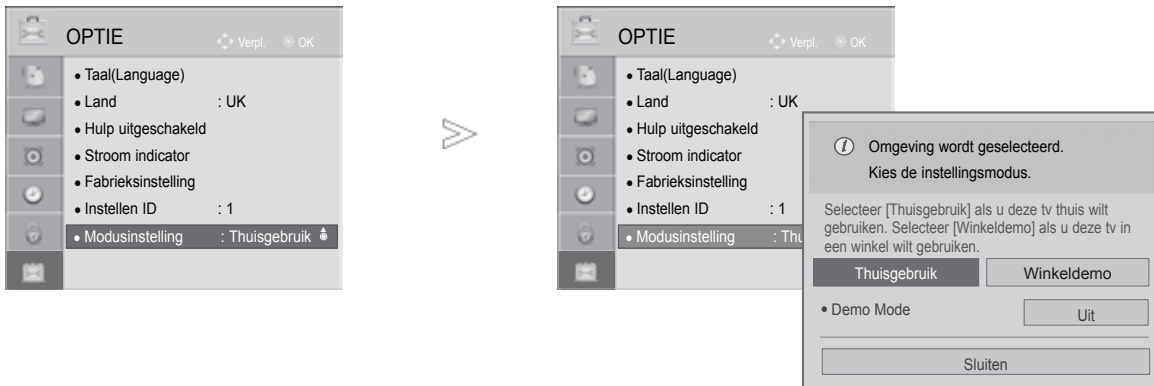 OPTIE
Verpl. OK
• Taal(Language)
• Land : UK
• Hulp uitgeschakeld
• Stroom indicator
• Fabrieksinstelling
• Instellen ID : 1
• Modusinstelling : Thuisgebruik
>>
OPTIE
Verpl. OK
• Taal(Language)
• Land : UK
• Hulp uitgeschakeld
• Stroom indicator
• Fabrieksinstelling
• Instellen ID : 1
• Modusinstelling : Thu
i Omgeving wordt geselecteerd.
Kies de instellingsmodus.
Selecteer [Thuisgebruik] als u deze tv thuis wilt
gebruiken. Selecteer [Winkeldemo] als u deze tv in
een winkel wilt gebruiken.
Thuisgebruik Winkeldemo
• Demo Mode Uit
Sluiten